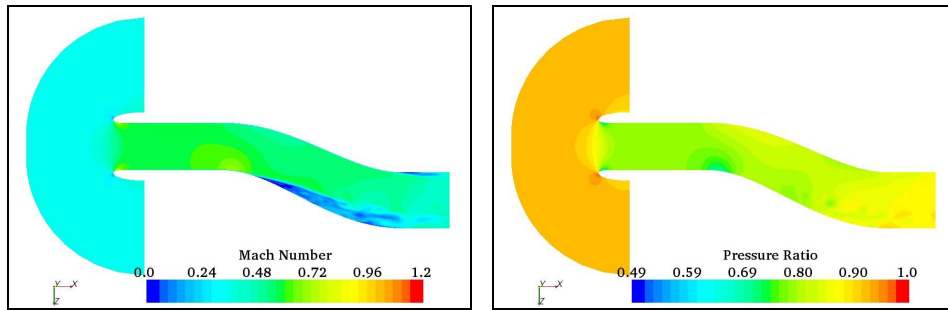 Mach Number
0.0 0.24 0.48 0.72 0.96 1.2
Y X
Z
Pressure Ratio
0.49 0.59 0.69 0.80 0.90 1.0
Y X
Z